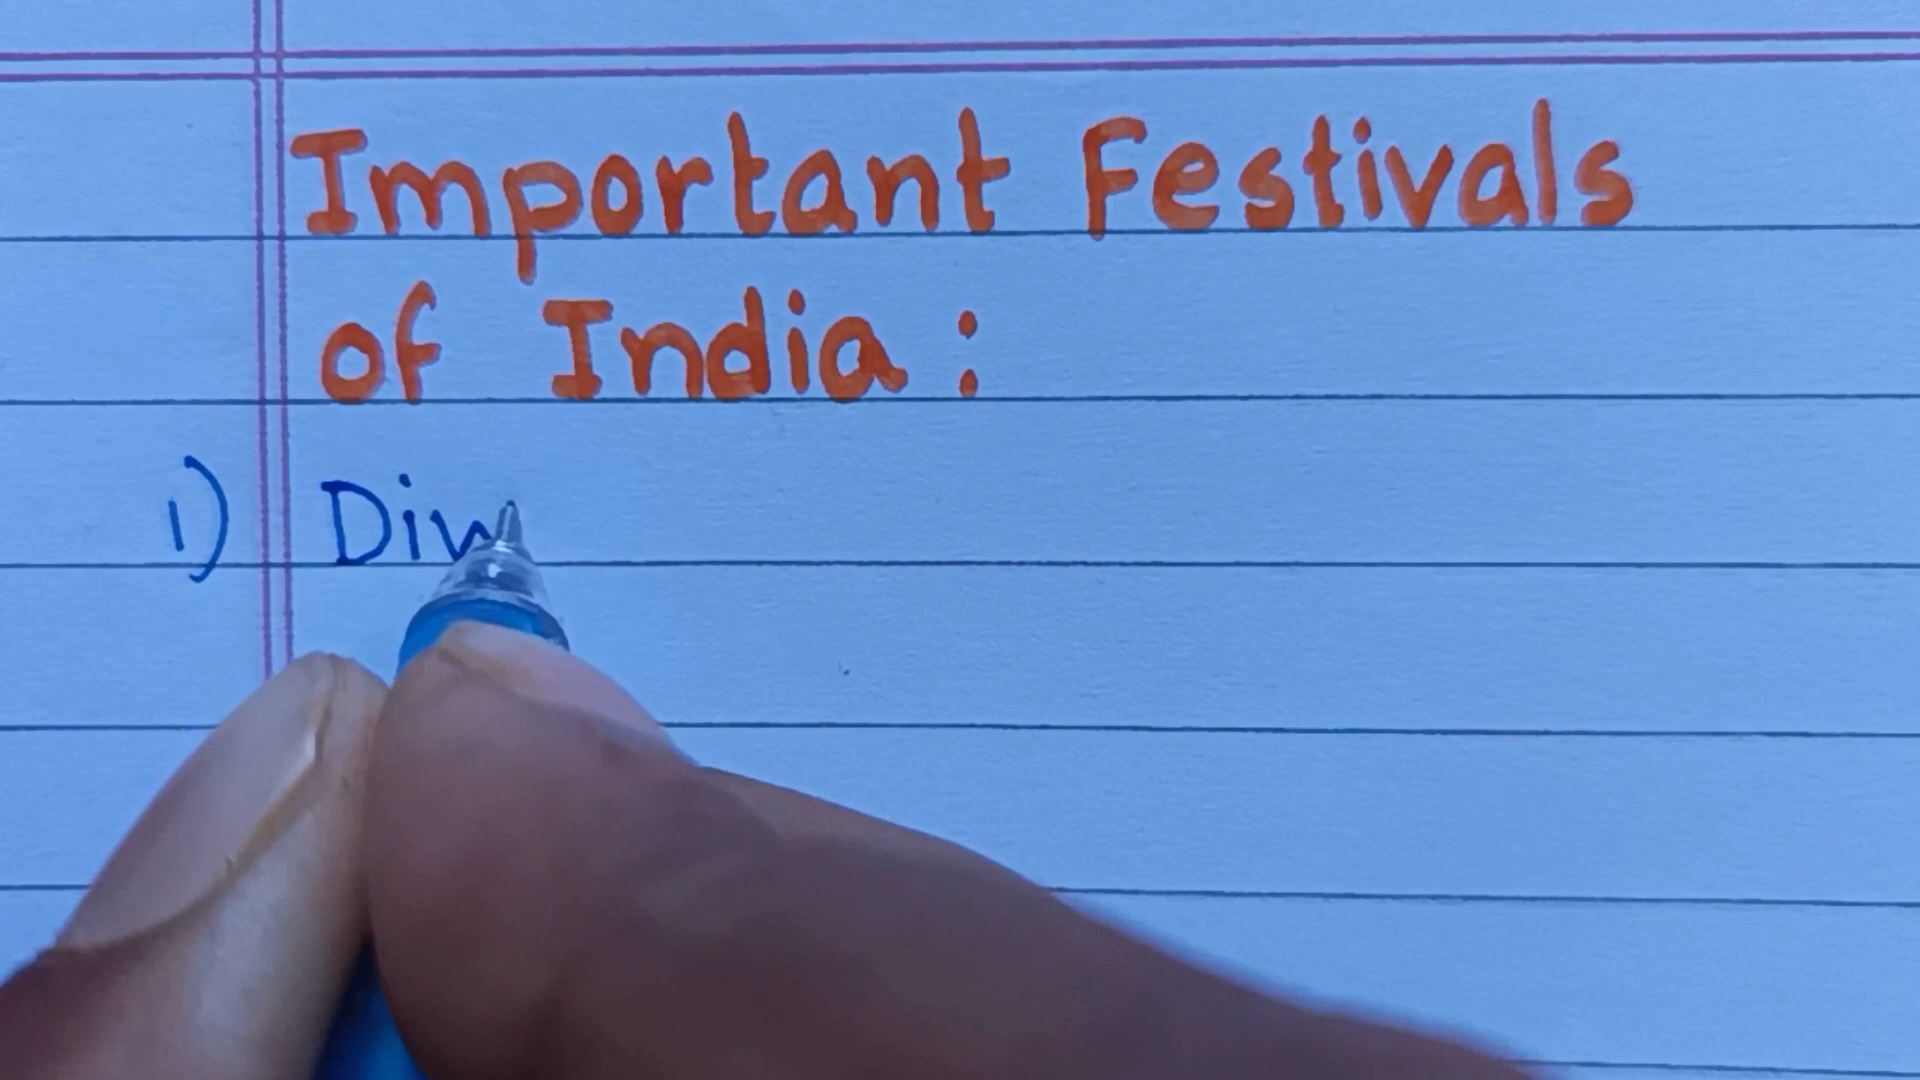 Important Festivals
of India :
1) Diw